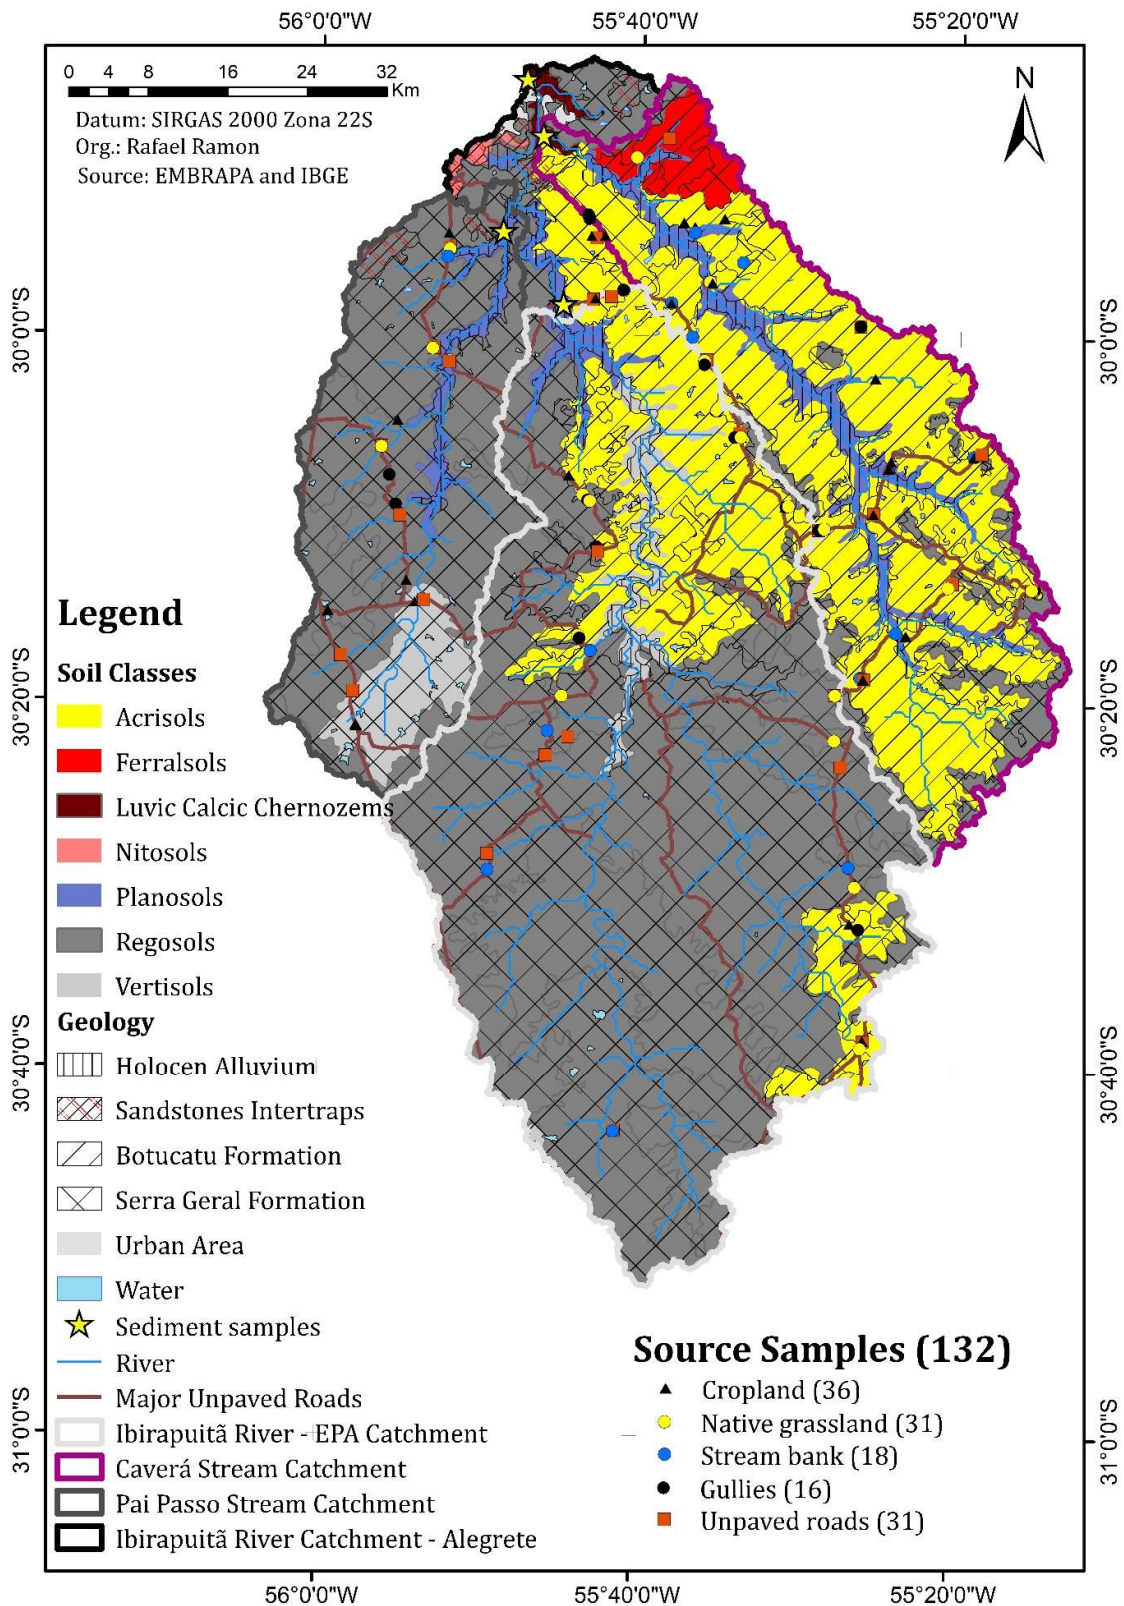 56°0'0"W 55°40'0"W 55°20'0"W
0 4 8 16 24 32
Km
N
Datum: SIRGAS 2000 Zona 22S
Org.: Rafael Ramon
Source: EMBRAPA and IBGE
30°0'0"S 30°0'0"S
30°20'0"S 30°20'0"S
30°40'0"S 30°40'0"S
31°0'0"S 31°0'0"S
Legend
Soil Classes
Acrisols
Ferralsols
Luvic Calcic Chernozems
Nitosols
Planosols
Regosols
Vertisols
Geology
Holocen Alluvium
Sandstones Intertraps
Botucatu Formation
Serra Geral Formation
Urban Area
Water
Sediment samples
River
Major Unpaved Roads
Ibirapuitã River - EPA Catchment
Caverá Stream Catchment
Pai Passo Stream Catchment
Ibirapuitã River Catchment - Alegrete
Source Samples (132)
Cropland (36)
Native grassland (31)
Stream bank (18)
Gullies (16)
Unpaved roads (31)
56°0'0"W 55°40'0"W 55°20'0"W